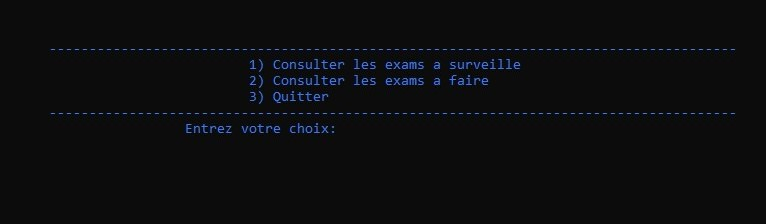 --------------------------------------------------------------------------------------
1) Consulter les exams a surveille
2) Consulter les exams a faire
3) Quitter
--------------------------------------------------------------------------------------
Entrez votre choix: